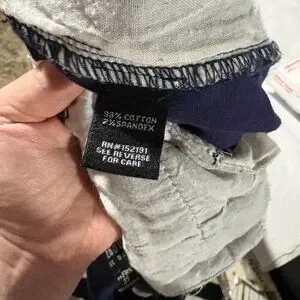 98% COTTON
2% SPANDEX
RN#152191
SEE REVERSE
FOR CARE